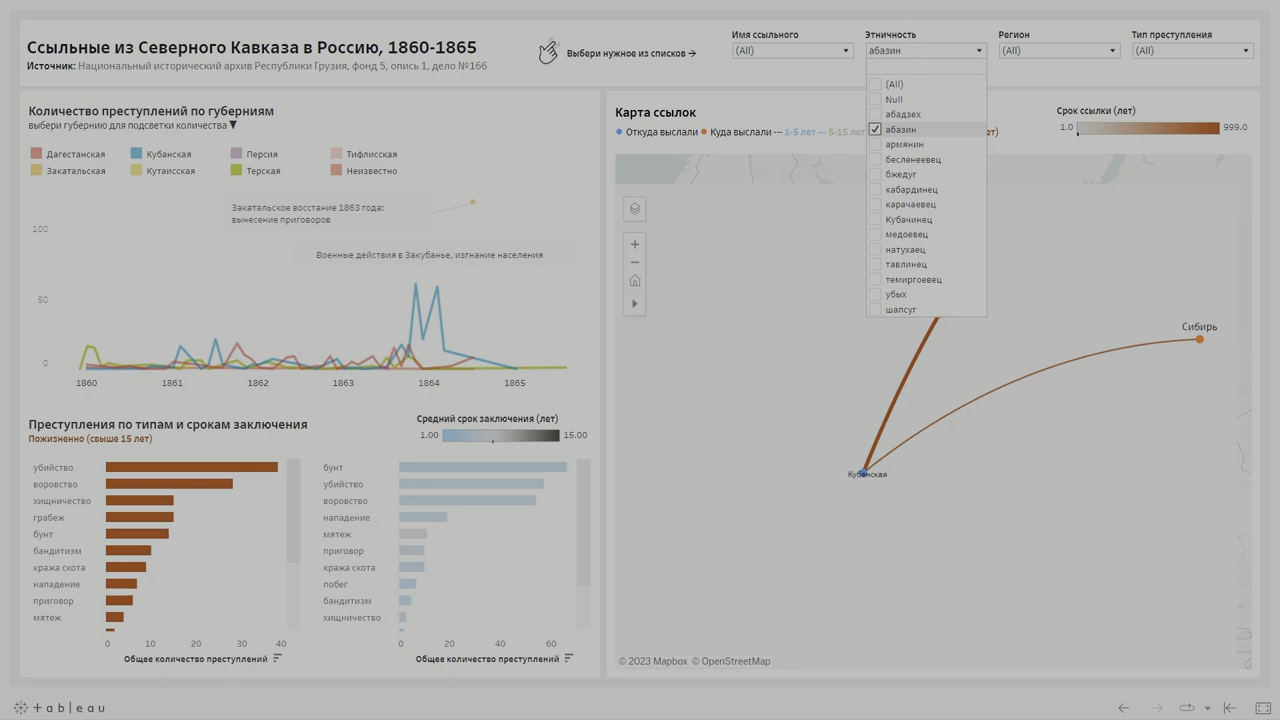 Ссыльные из Северного Кавказа в Россию, 1860-1865
Источник: Национальный исторический архив Республики Грузия, фонд 5, опись 1, дело №166
Выбери нужное из списков →
Имя ссыльного
(All)
Этничность
абазин
Регион
(All)
Тип преступления
(All)
(All)
Null
абадзех
абазин
армянин
бесленеевец
бжедуг
кабардинец
карачаевец
Кубачинец
медоевец
натухаец
тавлинец
темиргоевец
убых
шапсуг
Количество преступлений по губерниям
выбери губернию для подсветки количества ▼
Дагестанская
Кубанская
Персия
Тифлисская
Закатальская
Кутаисская
Терская
Неизвестно
Закатальское восстание 1863 года:
вынесение приговоров
Военные действия в Закубанье, изгнание населения
100
50
0
1860 1861 1862 1863 1864 1865
Преступления по типам и срокам заключения
Пожизненно (свыше 15 лет)
Средний срок заключения (лет)
1.00 15.00
убийство
воровство
хищничество
грабеж
бунт
бандитизм
кража скота
нападение
приговор
мятеж
0 10 20 30 40
Общее количество преступлений
бунт
убийство
воровство
нападение
мятеж
приговор
кража скота
побег
бандитизм
хищничество
0 20 40 60
Общее количество преступлений
Карта ссылок
Откуда выслали Куда выслали --- 1-5 лет — 5-15 лет
Срок ссылки (лет)
1.0 999.0
Сибирь
Кубанская
© 2023 Mapbox © OpenStreetMap
+ a b | e a u